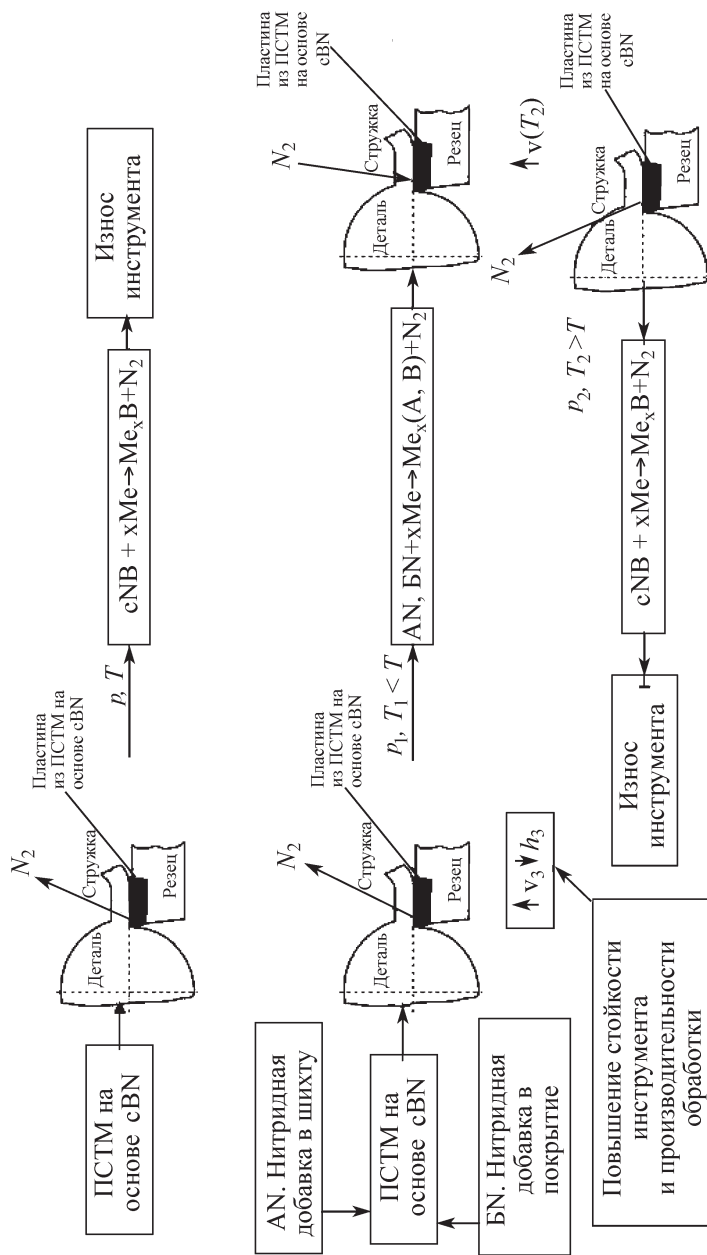 ПСТМ на
основе cBN
Деталь
Стружка
Резец
N₂
Пластина
из ПСТМ на
основе cBN
p, T
cNB + xMe→MeₓB+N₂
Износ
инструмента
AN. Нитридная
добавка в шихту
ПСТМ на
основе cBN
БN. Нитридная
добавка в
покрытие
Деталь
Стружка
Резец
N₂
Пластина
из ПСТМ на
основе cBN
p₁, T₁ < T
AN, БN+xMe→Meₓ(A, B)+N₂
Деталь
Стружка
Резец
N₂
Пластина
из ПСТМ
на основе
cBN
v(T₂)
Деталь
Стружка
Резец
N₂
Пластина
из ПСТМ
на основе
cBN
p₂, T₂>T
cNB + xMe→MeₓB+N₂
Износ
инструмента
v₃ h₃
Повышение стойкости
инструмента
и производительности
обработки